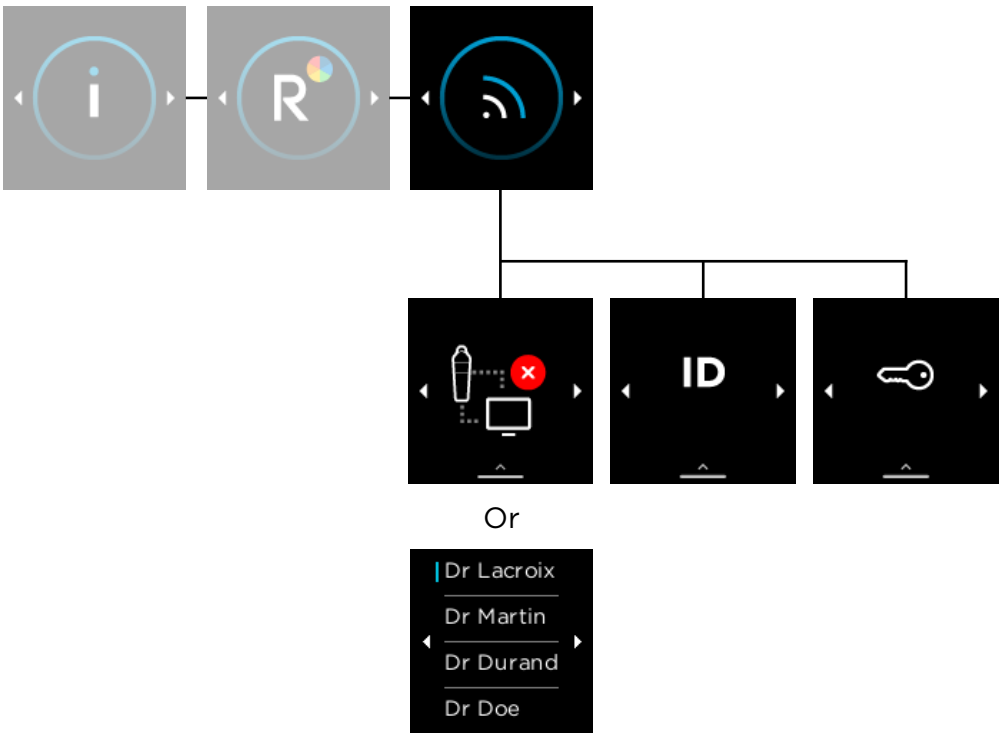 i
R
ID
Or
Dr Lacroix
Dr Martin
Dr Durand
Dr Doe